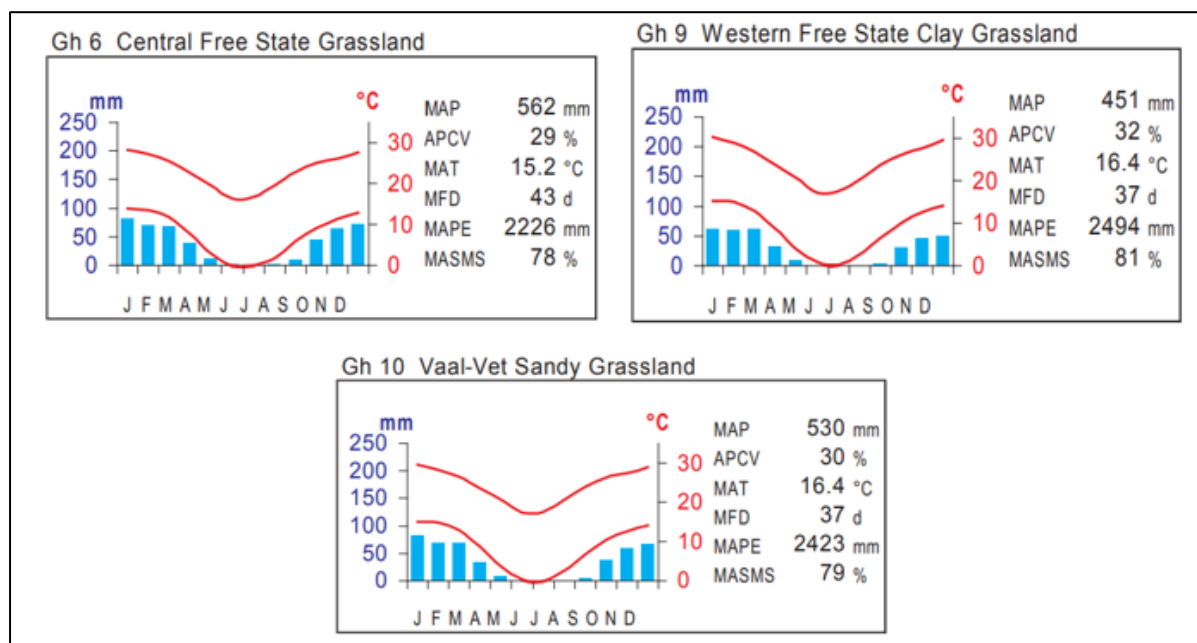 Gh 6 Central Free State Grassland
mm
°C
250
200
150
100
50
0
30
20
10
0
J F M A M J J A S O N D
MAP 562 mm
APCV 29 %
MAT 15.2 °C
MFD 43 d
MAPE 2226 mm
MASMS 78 %
Gh 9 Western Free State Clay Grassland
mm
°C
250
200
150
100
50
0
30
20
10
0
J F M A M J J A S O N D
MAP 451 mm
APCV 32 %
MAT 16.4 °C
MFD 37 d
MAPE 2494 mm
MASMS 81 %
Gh 10 Vaal-Vet Sandy Grassland
mm
°C
250
200
150
100
50
0
30
20
10
0
J F M A M J J A S O N D
MAP 530 mm
APCV 30 %
MAT 16.4 °C
MFD 37 d
MAPE 2423 mm
MASMS 79 %